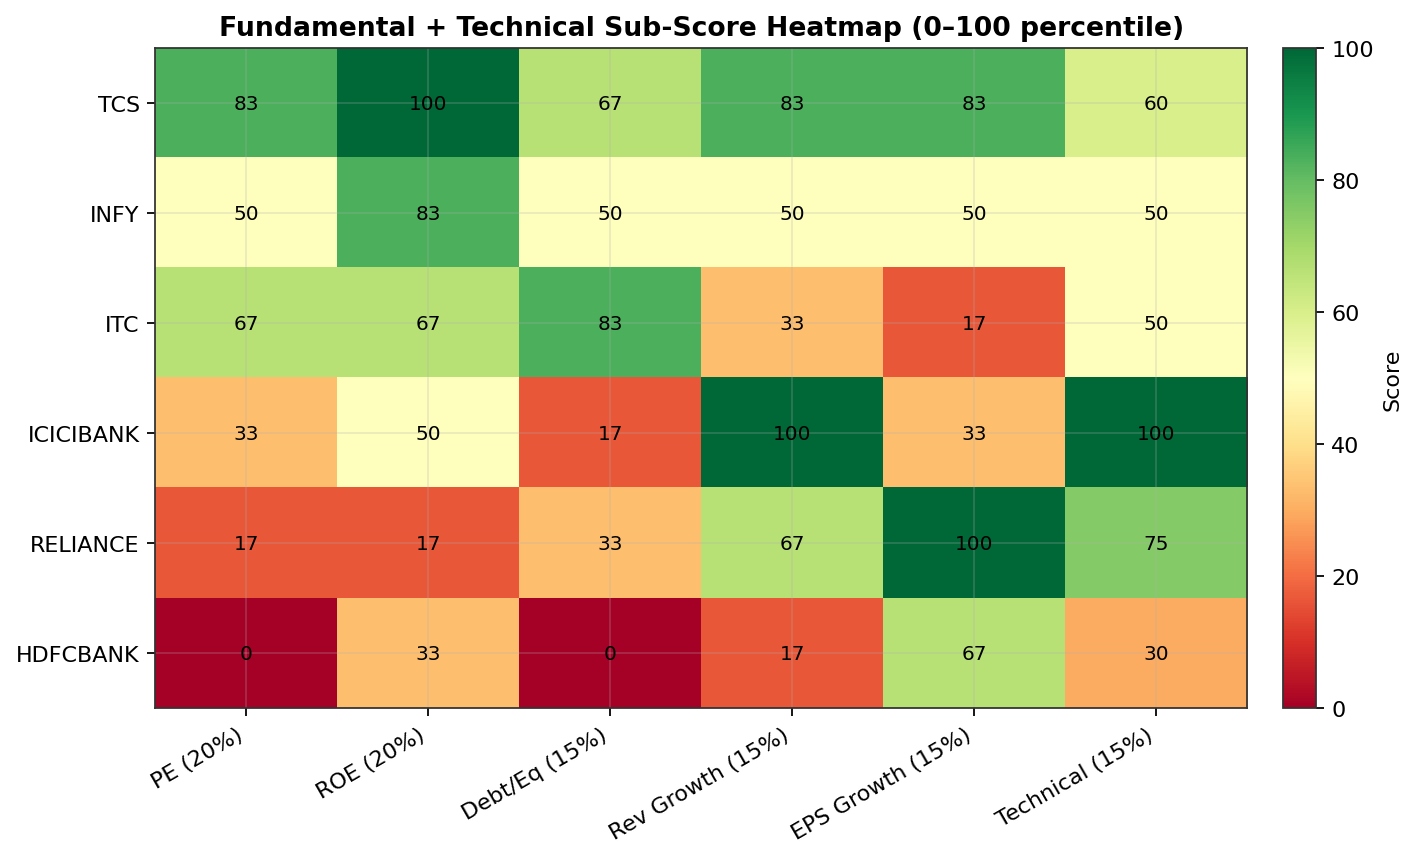 Fundamental + Technical Sub-Score Heatmap (0–100 percentile)
TCS 83 100 67 83 83 60
INFY 50 83 50 50 50 50
ITC 67 67 83 33 17 50
ICICIBANK 33 50 17 100 33 100
RELIANCE 17 17 33 67 100 75
HDFCBANK 0 33 0 17 67 30
PE (20%)
ROE (20%)
Debt/Eq (15%)
Rev Growth (15%)
EPS Growth (15%)
Technical (15%)
100
80
60
40
20
0
Score